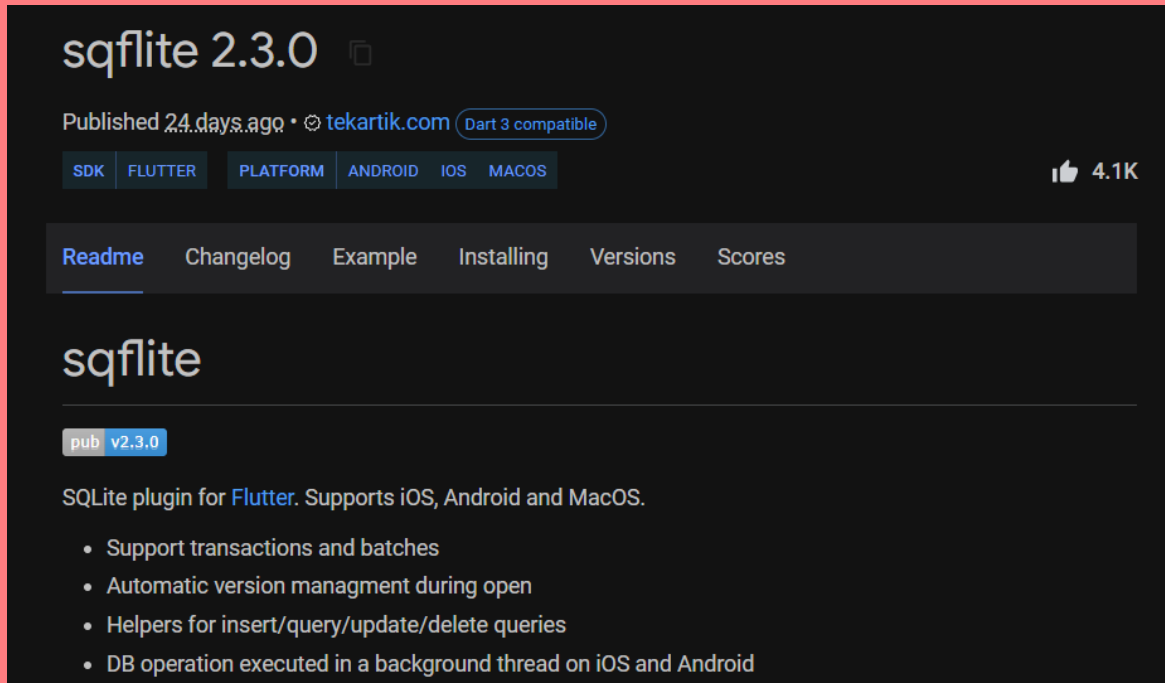 sqflite 2.3.0
Published 24 days ago • tekartik.com Dart 3 compatible
SDK FLUTTER PLATFORM ANDROID IOS MACOS 4.1K
Readme Changelog Example Installing Versions Scores
sqflite
pub v2.3.0
SQLite plugin for Flutter. Supports iOS, Android and MacOS.
• Support transactions and batches
• Automatic version managment during open
• Helpers for insert/query/update/delete queries
• DB operation executed in a background thread on iOS and Android